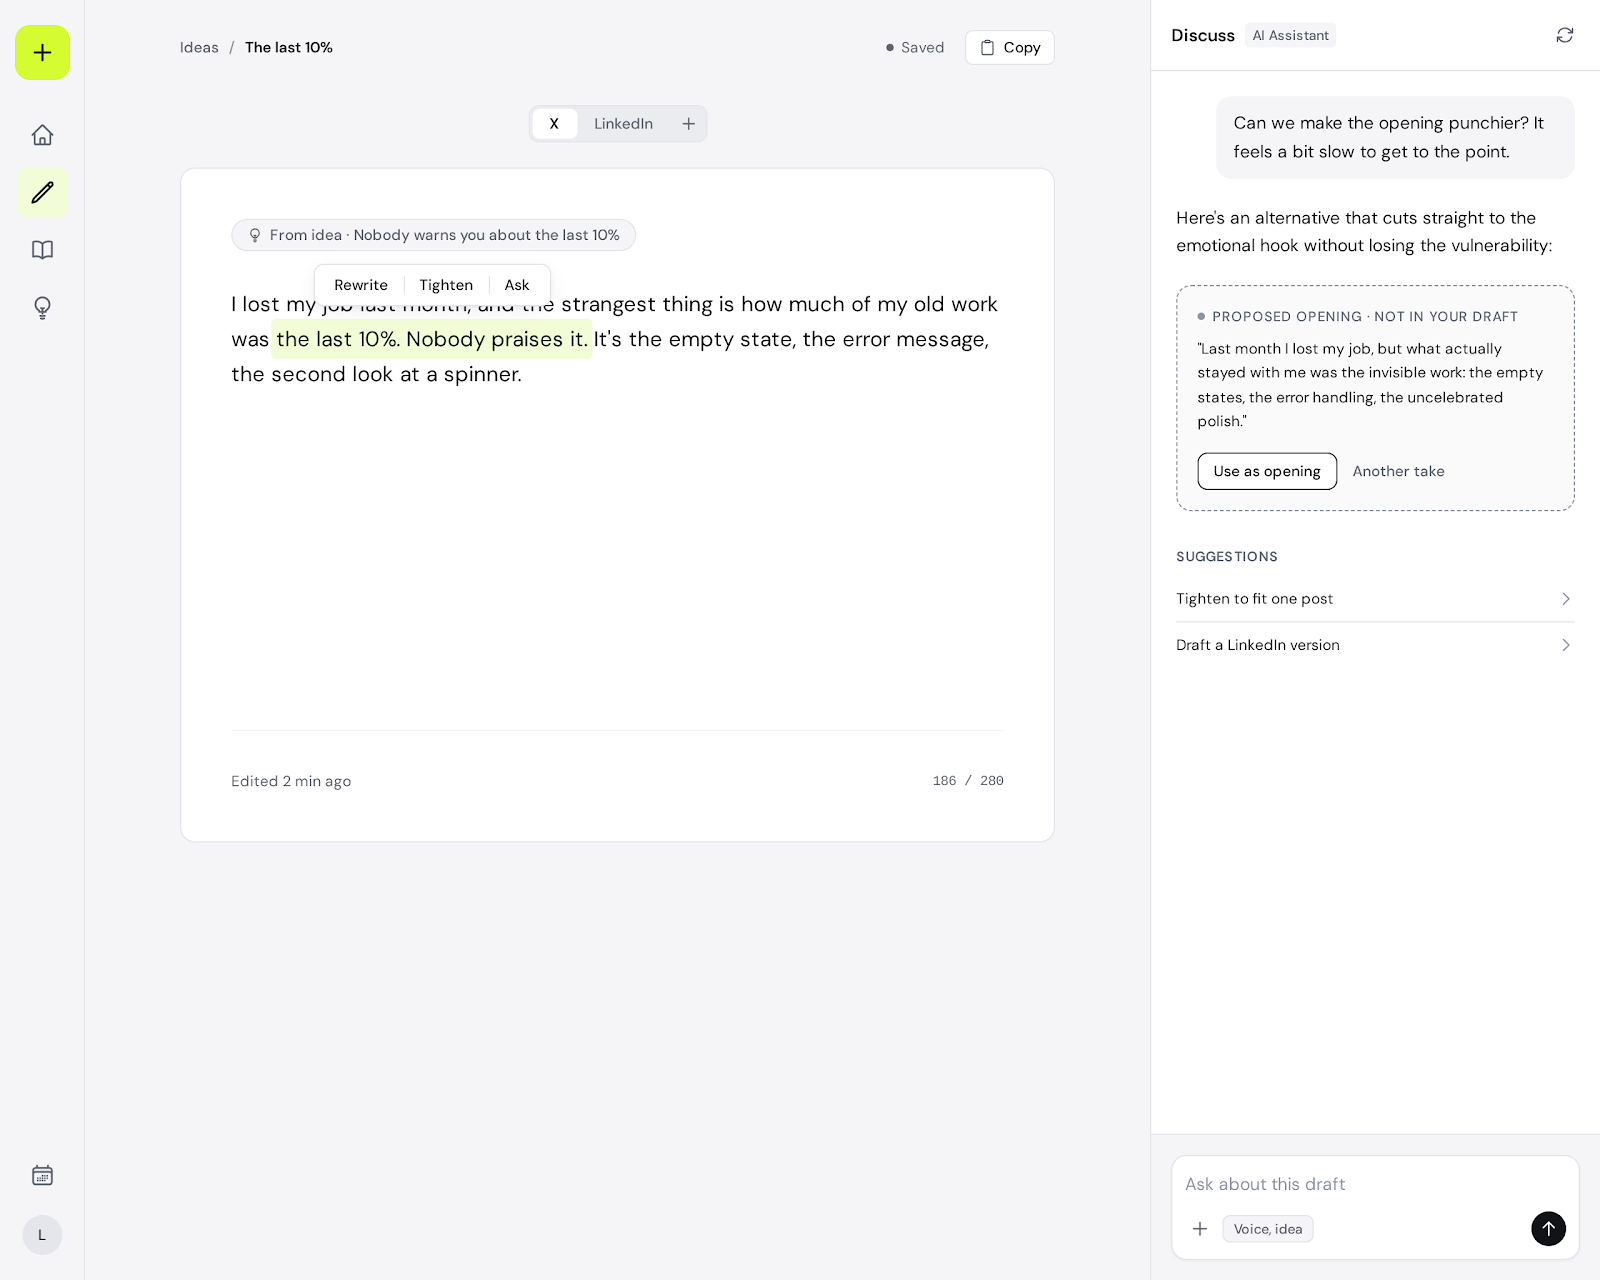 Ideas / The last 10%
Saved
Copy
X
LinkedIn
From idea · Nobody warns you about the last 10%
Rewrite
Tighten
Ask
I lost my job last month, and the strangest thing is how much of my old work
was the last 10%. Nobody praises it. It's the empty state, the error message,
the second look at a spinner.
Edited 2 min ago
186 / 280
L
Discuss
AI Assistant
Can we make the opening punchier? It
feels a bit slow to get to the point.
Here's an alternative that cuts straight to the
emotional hook without losing the vulnerability:
PROPOSED OPENING · NOT IN YOUR DRAFT
"Last month I lost my job, but what actually
stayed with me was the invisible work: the empty
states, the error handling, the uncelebrated
polish."
Use as opening
Another take
SUGGESTIONS
Tighten to fit one post
Draft a LinkedIn version
Ask about this draft
Voice, idea